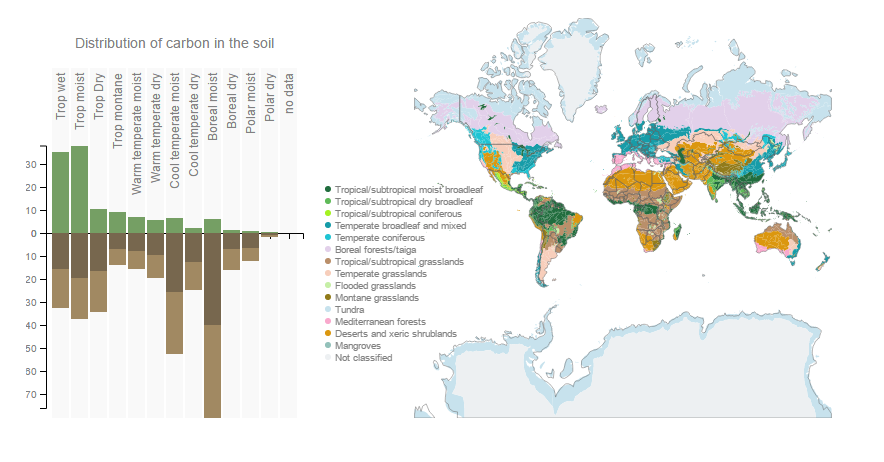 Distribution of carbon in the soil
Trop wet
Trop moist
Trop Dry
Trop montane
Warm temperate moist
Warm temperate dry
Cool temperate moist
Cool temperate dry
Boreal moist
Boreal dry
Polar moist
Polar dry
no data
30
20
10
0
10
20
30
40
50
60
70
Tropical/subtropical moist broadleaf
Tropical/subtropical dry broadleaf
Tropical/subtropical coniferous
Temperate broadleaf and mixed
Temperate coniferous
Boreal forests/taiga
Tropical/subtropical grasslands
Temperate grasslands
Flooded grasslands
Montane grasslands
Tundra
Mediterranean forests
Deserts and xeric shrublands
Mangroves
Not classified